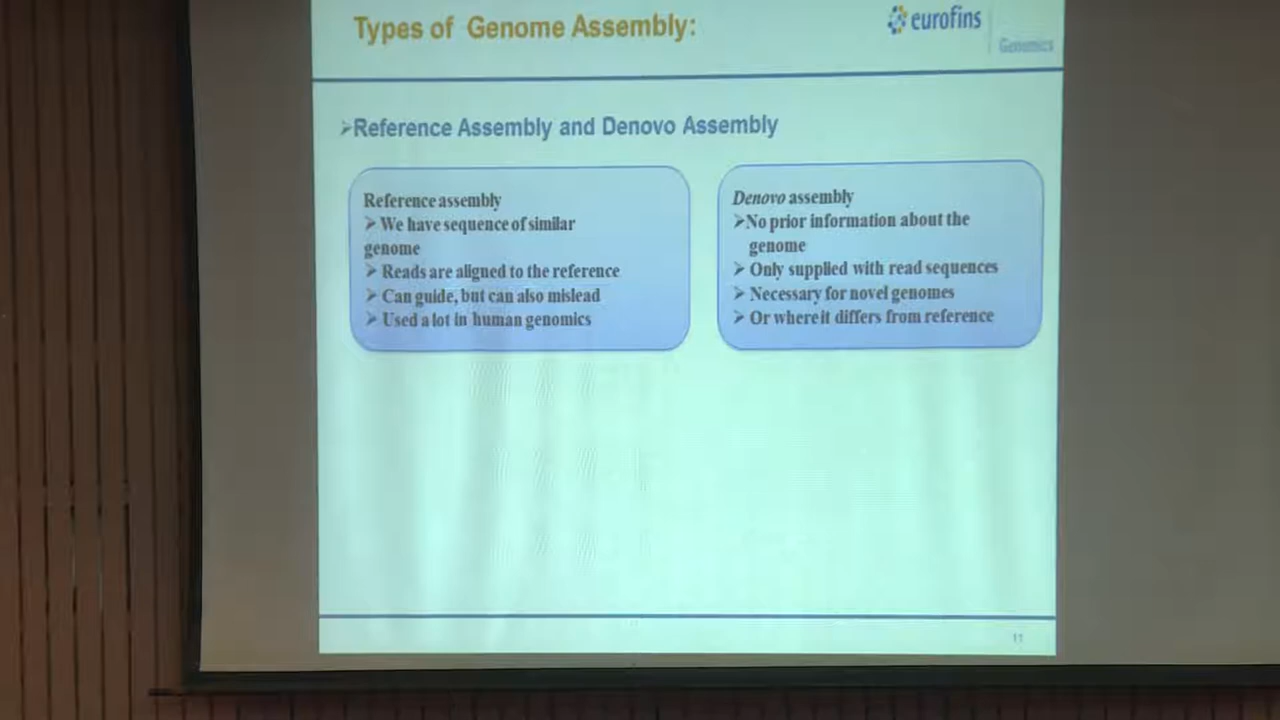 Types of Genome Assembly:
eurofins
Genomics
➢Reference Assembly and Denovo Assembly
Reference assembly
➢ We have sequence of similar
genome
➢ Reads are aligned to the reference
➢ Can guide, but can also mislead
➢ Used a lot in human genomics
Denovo assembly
➢No prior information about the
genome
➢ Only supplied with read sequences
➢ Necessary for novel genomes
➢ Or where it differs from reference
11